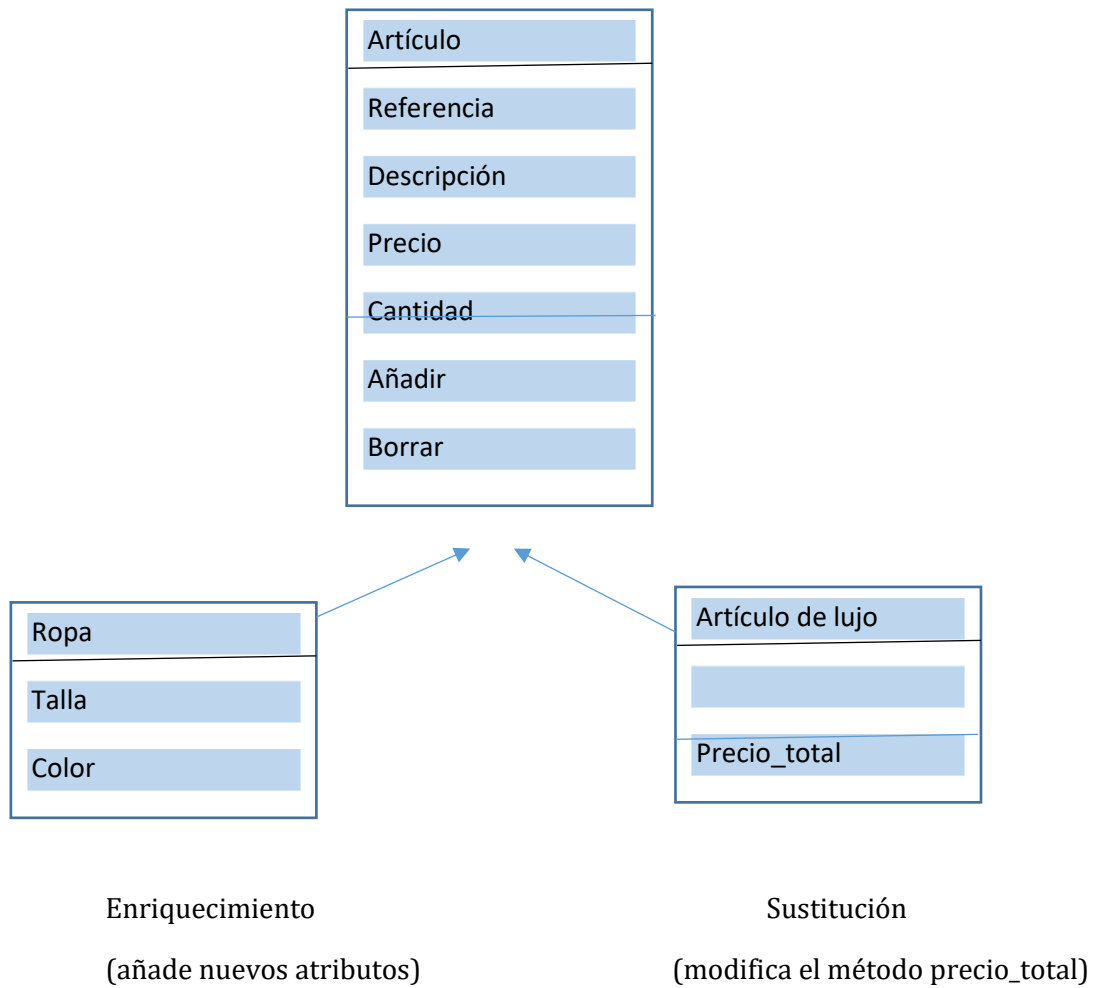 Artículo
Referencia
Descripción
Precio
Cantidad
Añadir
Borrar
Ropa
Talla
Color
Artículo de lujo
Precio_total
Enriquecimiento
(añade nuevos atributos)
Sustitución
(modifica el método precio_total)